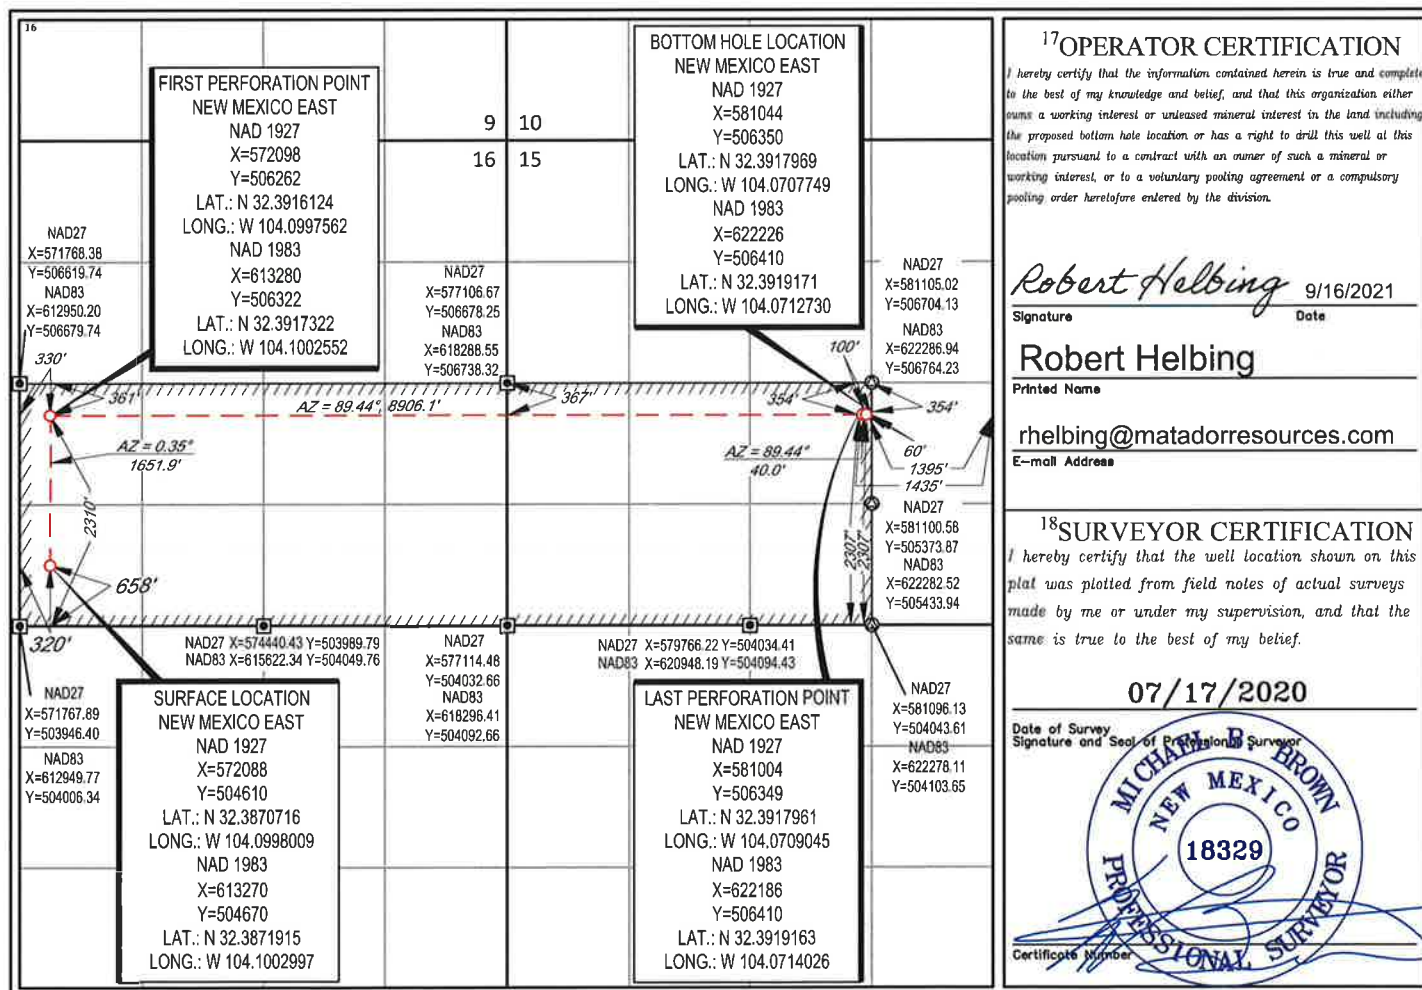 16
FIRST PERFORATION POINT
NEW MEXICO EAST
NAD 1927
X=572098
Y=506262
LAT.: N 32.3916124
LONG.: W 104.0997562
NAD 1983
X=613280
Y=506322
LAT.: N 32.3917322
LONG.: W 104.1002552
BOTTOM HOLE LOCATION
NEW MEXICO EAST
NAD 1927
X=581044
Y=506350
LAT.: N 32.3917969
LONG.: W 104.0707749
NAD 1983
X=622226
Y=506410
LAT.: N 32.3919171
LONG.: W 104.0712730
9 10
16 15
NAD27
X=571768.38
Y=506619.74
NAD83
X=612950.20
Y=506679.74
NAD27
X=577106.67
Y=506678.25
NAD83
X=618288.55
Y=506738.32
NAD27
X=581105.02
Y=506704.13
NAD83
X=622286.94
Y=506764.23
330'
361'
AZ = 89.44°, 8906.1'
367'
100'
354'
354'
AZ = 0.35°
1651.9'
AZ = 89.44°
40.0'
60'
1395'
1435'
2310'
2307'
2307'
NAD27
X=581100.58
Y=505373.87
NAD83
X=622282.52
Y=505433.94
658'
320'
NAD27 X=574440.43 Y=503989.79
NAD83 X=615622.34 Y=504049.76
NAD27
X=577114.48
Y=504032.66
NAD83
X=618296.41
Y=504092.66
NAD27 X=579766.22 Y=504034.41
NAD83 X=620948.19 Y=504094.43
NAD27
X=571767.89
Y=503946.40
NAD83
X=612949.77
Y=504006.34
NAD27
X=581096.13
Y=504043.61
NAD83
X=622278.11
Y=504103.65
SURFACE LOCATION
NEW MEXICO EAST
NAD 1927
X=572088
Y=504610
LAT.: N 32.3870716
LONG.: W 104.0998009
NAD 1983
X=613270
Y=504670
LAT.: N 32.3871915
LONG.: W 104.1002997
LAST PERFORATION POINT
NEW MEXICO EAST
NAD 1927
X=581004
Y=506349
LAT.: N 32.3917961
LONG.: W 104.0709045
NAD 1983
X=622186
Y=506410
LAT.: N 32.3919163
LONG.: W 104.0714026
17OPERATOR CERTIFICATION
I hereby certify that the information contained herein is true and complete
to the best of my knowledge and belief, and that this organization either
owns a working interest or unleased mineral interest in the land including
the proposed bottom hole location or has a right to drill this well at this
location pursuant to a contract with an owner of such a mineral or
working interest, or to a voluntary pooling agreement or a compulsory
pooling order heretofore entered by the division.
Robert Helbing 9/16/2021
Signature Date
Robert Helbing
Printed Name
rhelbing@matadorresources.com
E-mail Address
18SURVEYOR CERTIFICATION
I hereby certify that the well location shown on this
plat was plotted from field notes of actual surveys
made by me or under my supervision, and that the
same is true to the best of my belief.
07/17/2020
Date of Survey
Signature and Seal of Professional Surveyor
MICHAEL B. BROWN
NEW MEXICO
18329
PROFESSIONAL SURVEYOR
Certificate Number